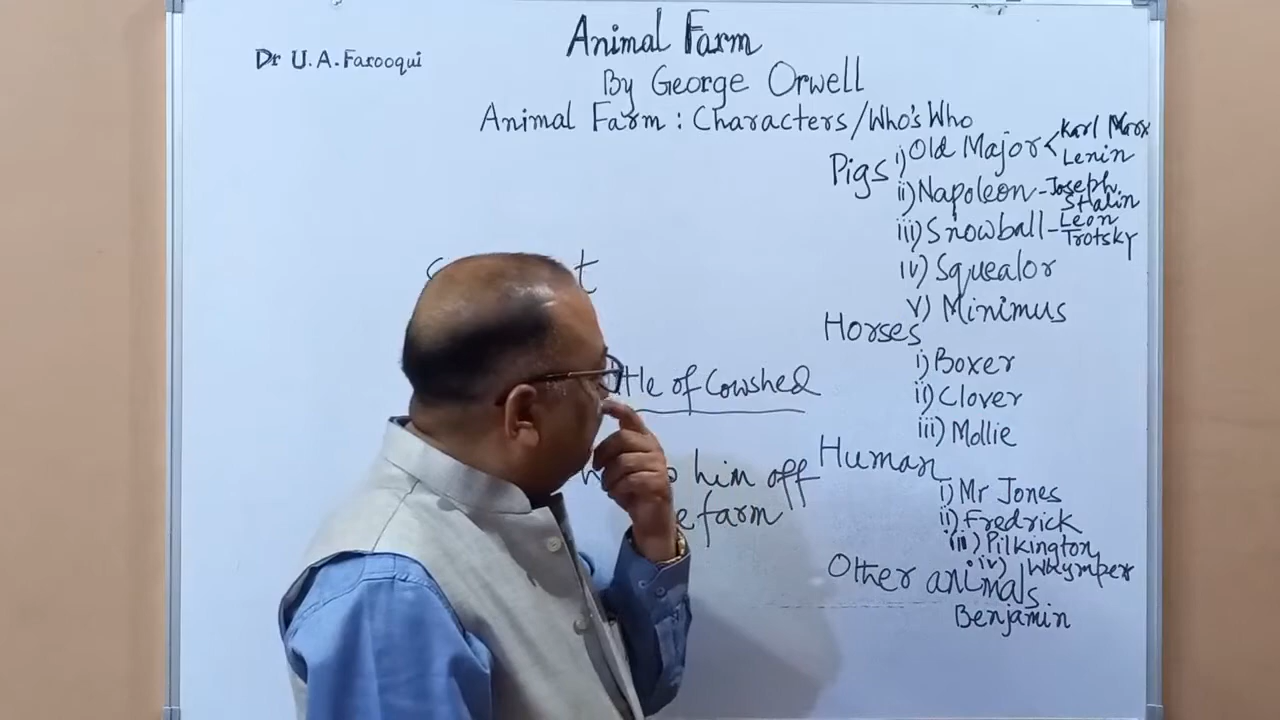 Animal Farm
Dr U.A.Farooqui
By George Orwell
Animal Farm : Characters/Who's Who
Pigs i) Old Major < Karl Marx
Lenin
ii) Napoleon - Joseph
Stalin
iii) Snowball - Leon
Trotsky
iv) Squealor
v) Minimus
Horses
i) Boxer
of Cowshed
ii) Clover
iii) Mollie
him off
Human
i) Mr Jones
farm
ii) Fredrick
iii) Pilkington
iv) Whymper
Other animals
Benjamin